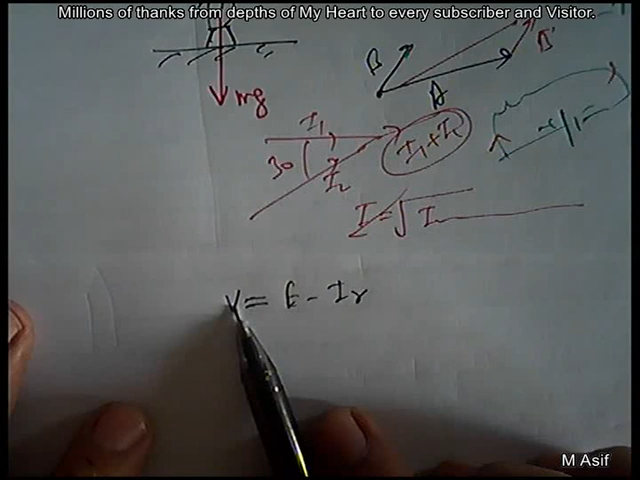 Millions of thanks from depths of My Heart to every subscriber and Visitor.
mg
B
A
B'
I₁
30
I₂
I₁+I₂
V = E - Ir
M Asif